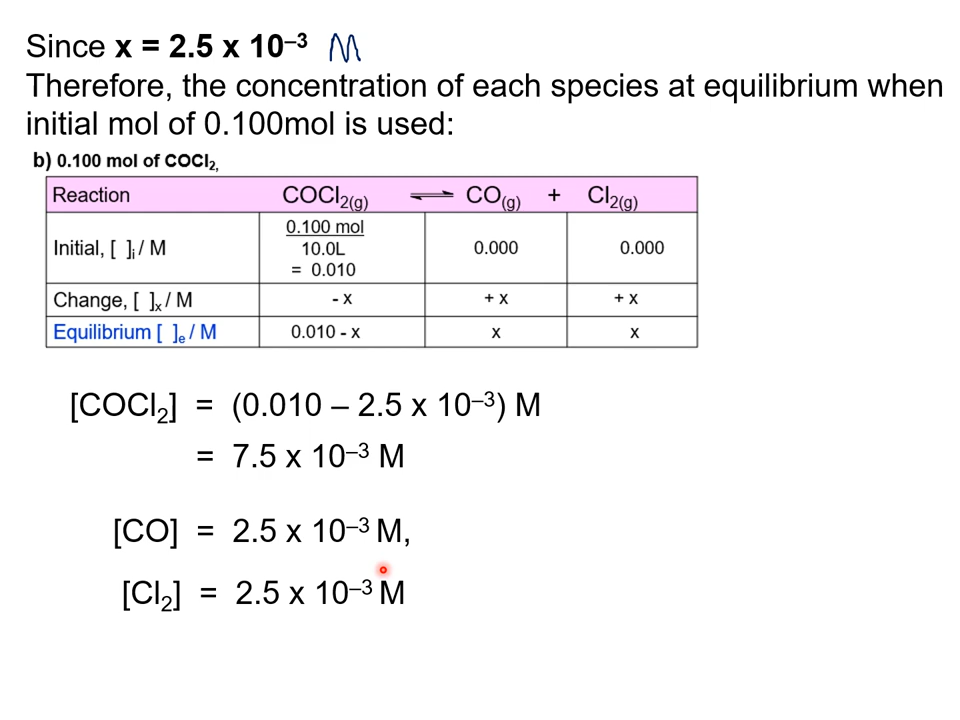 Since x = 2.5 x 10⁻³ M
Therefore, the concentration of each species at equilibrium when
initial mol of 0.100mol is used:
b) 0.100 mol of COCl₂,
Reaction COCl₂(g) ⇌ CO(g) + Cl₂(g)
Initial, [ ]ᵢ / M 0.100 mol 0.000 0.000
10.0L
= 0.010
Change, [ ]ₓ / M - x + x + x
Equilibrium [ ]ₑ / M 0.010 - x x x
[COCl₂] = (0.010 – 2.5 x 10⁻³) M
= 7.5 x 10⁻³ M
[CO] = 2.5 x 10⁻³ M,
[Cl₂] = 2.5 x 10⁻³ M